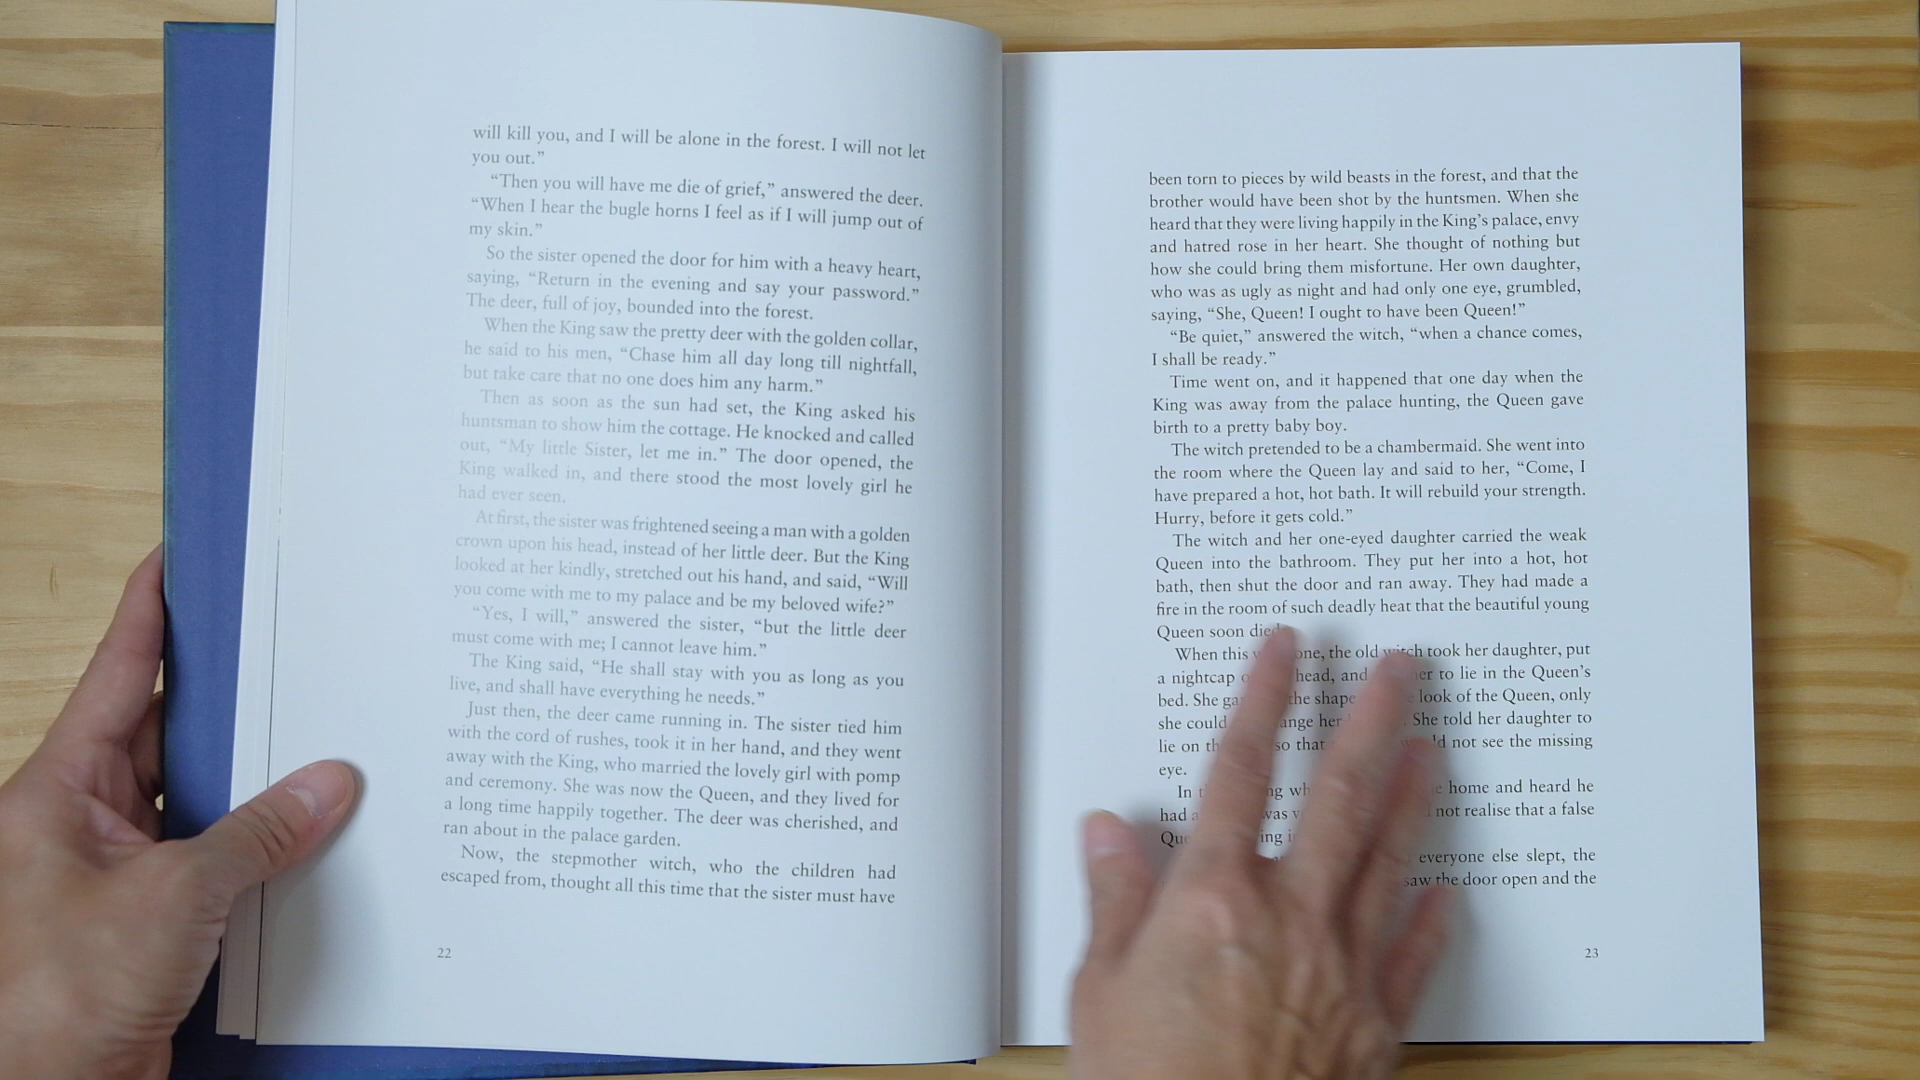 will kill you, and I will be alone in the forest. I will not let
you out.”
“Then you will have me die of grief,” answered the deer.
“When I hear the bugle horns I feel as if I will jump out of
my skin.”
So the sister opened the door for him with a heavy heart,
saying, “Return in the evening and say your password.”
The deer, full of joy, bounded into the forest.
When the King saw the pretty deer with the golden collar,
he said to his men, “Chase him all day long till nightfall,
but take care that no one does him any harm.”
Then as soon as the sun had set, the King asked his
huntsman to show him the cottage. He knocked and called
out, “My little Sister, let me in.” The door opened, the
King walked in, and there stood the most lovely girl he
had ever seen.
At first, the sister was frightened seeing a man with a golden
crown upon his head, instead of her little deer. But the King
looked at her kindly, stretched out his hand, and said, “Will
you come with me to my palace and be my beloved wife?”
“Yes, I will,” answered the sister, “but the little deer
must come with me; I cannot leave him.”
The King said, “He shall stay with you as long as you
live, and shall have everything he needs.”
Just then, the deer came running in. The sister tied him
with the cord of rushes, took it in her hand, and they went
away with the King, who married the lovely girl with pomp
and ceremony. She was now the Queen, and they lived for
a long time happily together. The deer was cherished, and
ran about in the palace garden.
Now, the stepmother witch, who the children had
escaped from, thought all this time that the sister must have
22
been torn to pieces by wild beasts in the forest, and that the
brother would have been shot by the huntsmen. When she
heard that they were living happily in the King’s palace, envy
and hatred rose in her heart. She thought of nothing but
how she could bring them misfortune. Her own daughter,
who was as ugly as night and had only one eye, grumbled,
saying, “She, Queen! I ought to have been Queen!”
“Be quiet,” answered the witch, “when a chance comes,
I shall be ready.”
Time went on, and it happened that one day when the
King was away from the palace hunting, the Queen gave
birth to a pretty baby boy.
The witch pretended to be a chambermaid. She went into
the room where the Queen lay and said to her, “Come, I
have prepared a hot, hot bath. It will rebuild your strength.
Hurry, before it gets cold.”
The witch and her one-eyed daughter carried the weak
Queen into the bathroom. They put her into a hot, hot
bath, then shut the door and ran away. They had made a
fire in the room of such deadly heat that the beautiful young
Queen soon died
When this the old witch took her daughter, put
a nightcap head, and to lie in the Queen’s
bed. She the shape look of the Queen, only
she could her She told her daughter to
lie on so that not see the missing
eye.
In home and heard he
had not realise that a false
everyone else slept, the
saw the door open and the
23